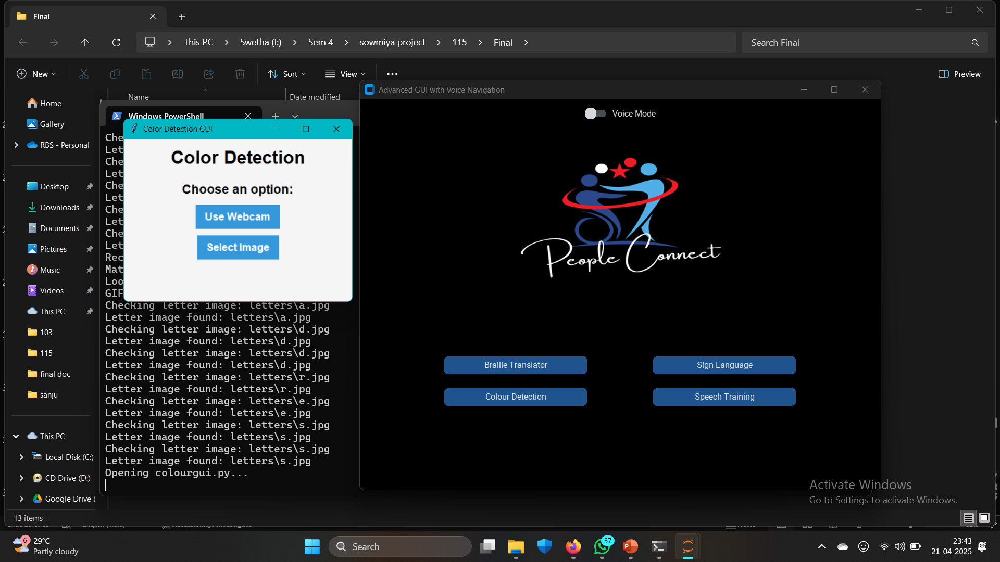 Final
This PC
Swetha (I:)
Sem 4
sowmiya project
115
Final
Search Final
New
Sort
View
Preview
Name
Date modified
Home
Gallery
RBS - Personal
Desktop
Downloads
Documents
Pictures
Music
Videos
This PC
103
115
final doc
sanju
This PC
Local Disk (C:)
CD Drive (D:)
Google Drive (
13 items
Windows PowerShell
Che
Let
Che
Let
Che
Let
Che
Let
Che
Let
Rec
Mat
Loo
GIF
Checking letter image: letters\a.jpg
Letter image found: letters\a.jpg
Checking letter image: letters\d.jpg
Letter image found: letters\d.jpg
Checking letter image: letters\d.jpg
Letter image found: letters\d.jpg
Checking letter image: letters\r.jpg
Letter image found: letters\r.jpg
Checking letter image: letters\e.jpg
Letter image found: letters\e.jpg
Checking letter image: letters\s.jpg
Letter image found: letters\s.jpg
Checking letter image: letters\s.jpg
Letter image found: letters\s.jpg
Opening colourgui.py...
Color Detection GUI
Color Detection
Choose an option:
Use Webcam
Select Image
Advanced GUI with Voice Navigation
Voice Mode
People Connect
Braille Translator
Sign Language
Colour Detection
Speech Training
Activate Windows
Go to Settings to activate Windows.
6
29°C
Partly cloudy
Search
37
23:43
21-04-2025